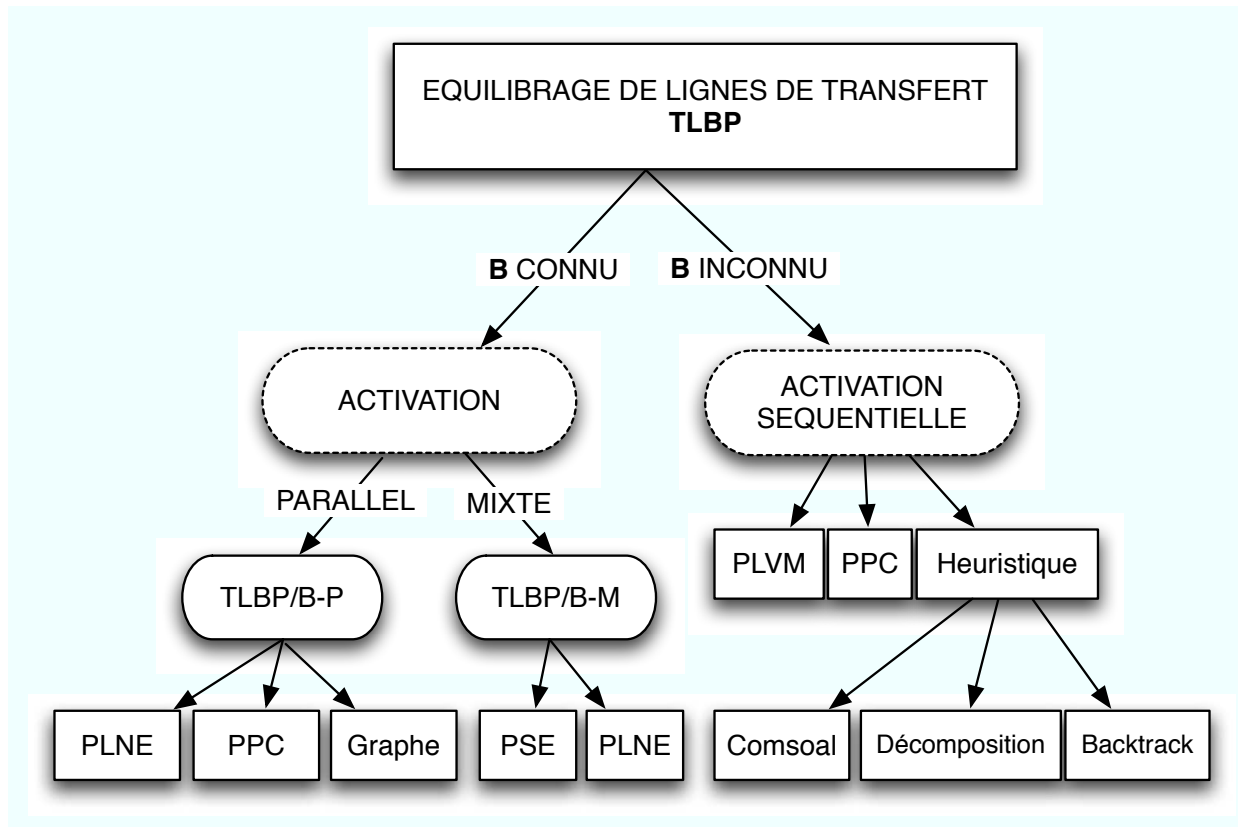 EQUILIBRAGE DE LIGNES DE TRANSFERT
TLBP
B CONNU
B INCONNU
ACTIVATION
ACTIVATION
SEQUENTIELLE
PARALLEL
MIXTE
PLVM
PPC
Heuristique
TLBP/B-P
TLBP/B-M
PLNE
PPC
Graphe
PSE
PLNE
Comsoal
Décomposition
Backtrack